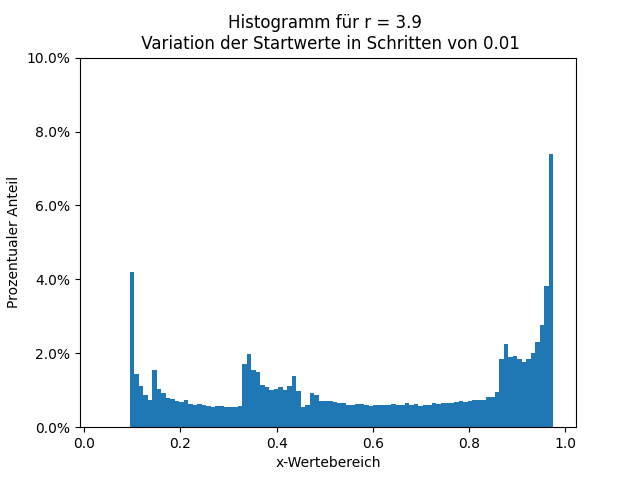 Histogramm für r = 3.9
Variation der Startwerte in Schritten von 0.01
10.0%
8.0%
6.0%
4.0%
2.0%
0.0%
Prozentualer Anteil
0.0 0.2 0.4 0.6 0.8 1.0
x-Wertebereich